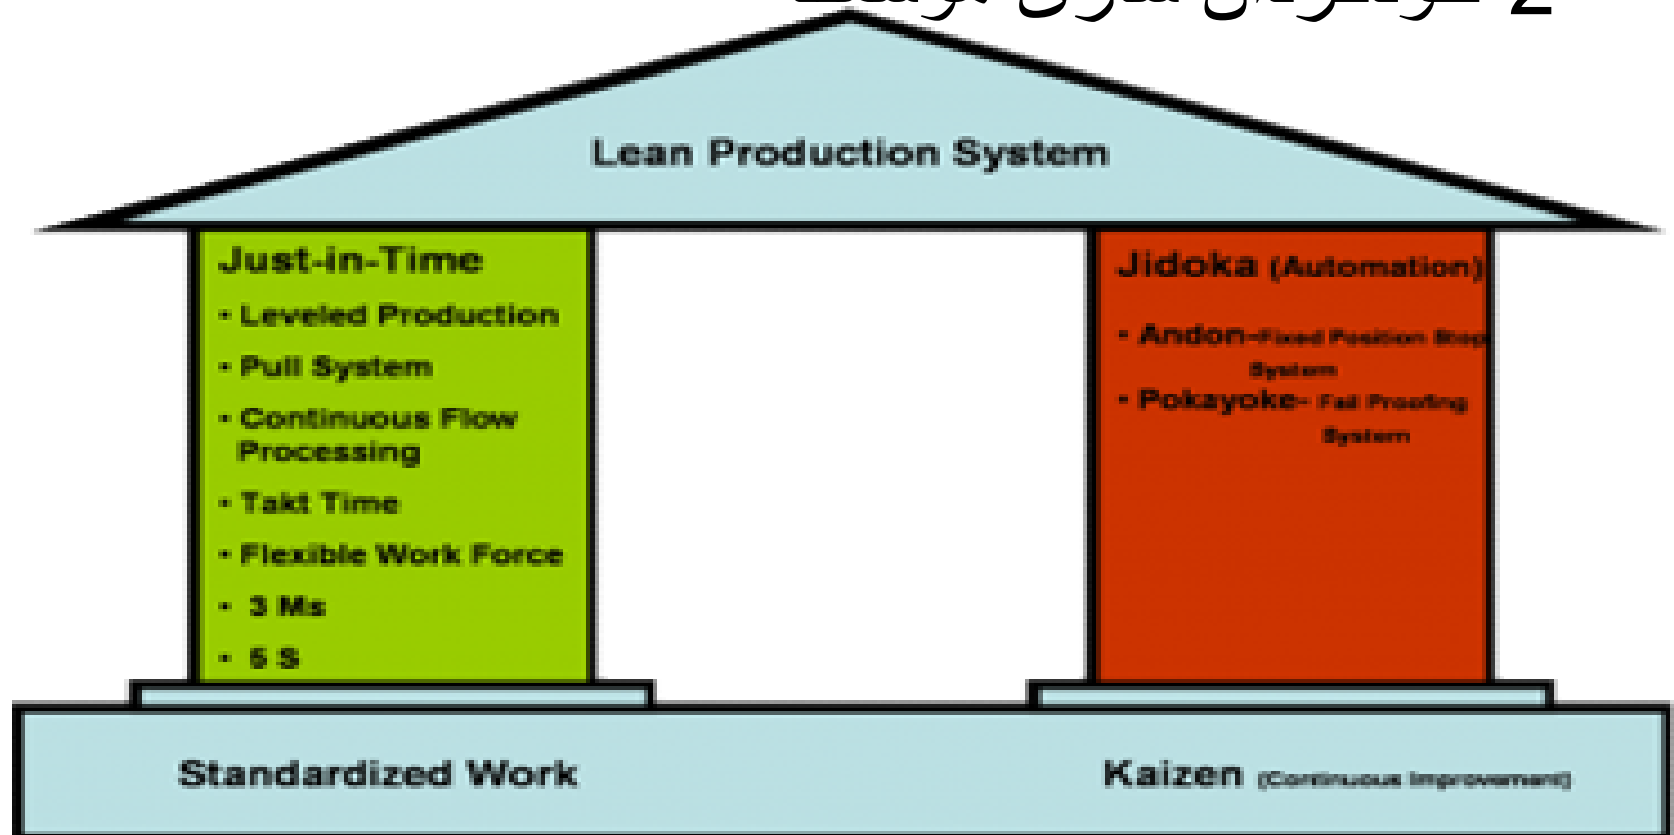 Lean Production System
Just-in-Time
• Leveled Production
• Pull System
• Continuous Flow
Processing
• Takt Time
• Flexible Work Force
• 3 Ms
• 5 S
Jidoka (Automation)
• Andon-Fixed Position Stop
System
• Pokayoke- Fail Proofing
System
Standardized Work
Kaizen (Continuous Improvement)